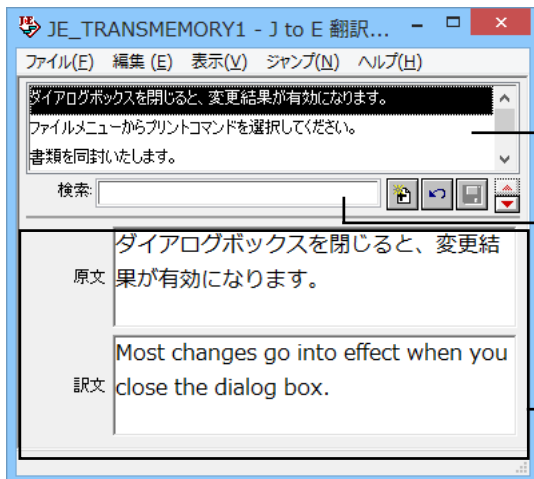 JE_TRANSMEMORY1 - J to E 翻訳...
ファイル(F) 編集(E) 表示(V) ジャンプ(N) ヘルプ(H)
ダイアログボックスを閉じると、変更結果が有効になります。
ファイルメニューからプリントコマンドを選択してください。
書類を同封いたします。
検索:
原文
ダイアログボックスを閉じると、変更結
果が有効になります。
訳文
Most changes go into effect when you
close the dialog box.